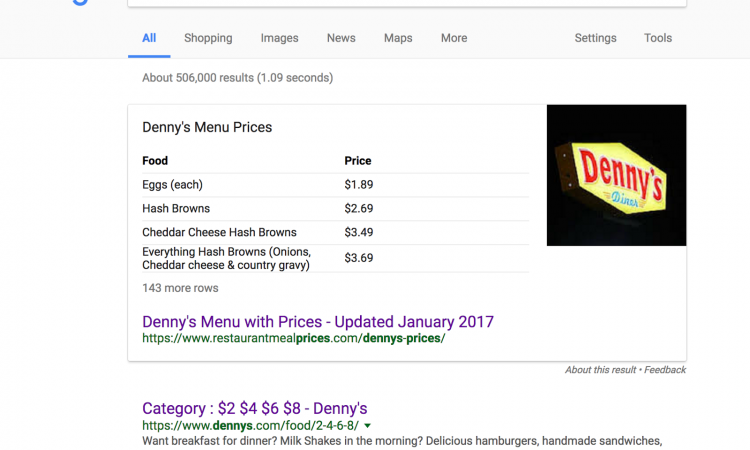 All Shopping Images News Maps More Settings Tools
About 506,000 results (1.09 seconds)
Denny's Menu Prices
Food Price
Eggs (each) $1.89
Hash Browns $2.69
Cheddar Cheese Hash Browns $3.49
Everything Hash Browns (Onions,
Cheddar cheese & country gravy) $3.69
143 more rows
Denny's
Diner
Denny's Menu with Prices - Updated January 2017
https://www.restaurantmealprices.com/dennys-prices/
About this result • Feedback
Category : $2 $4 $6 $8 - Denny's
https://www.dennys.com/food/2-4-6-8/
Want breakfast for dinner? Milk Shakes in the morning? Delicious hamburgers, handmade sandwiches,